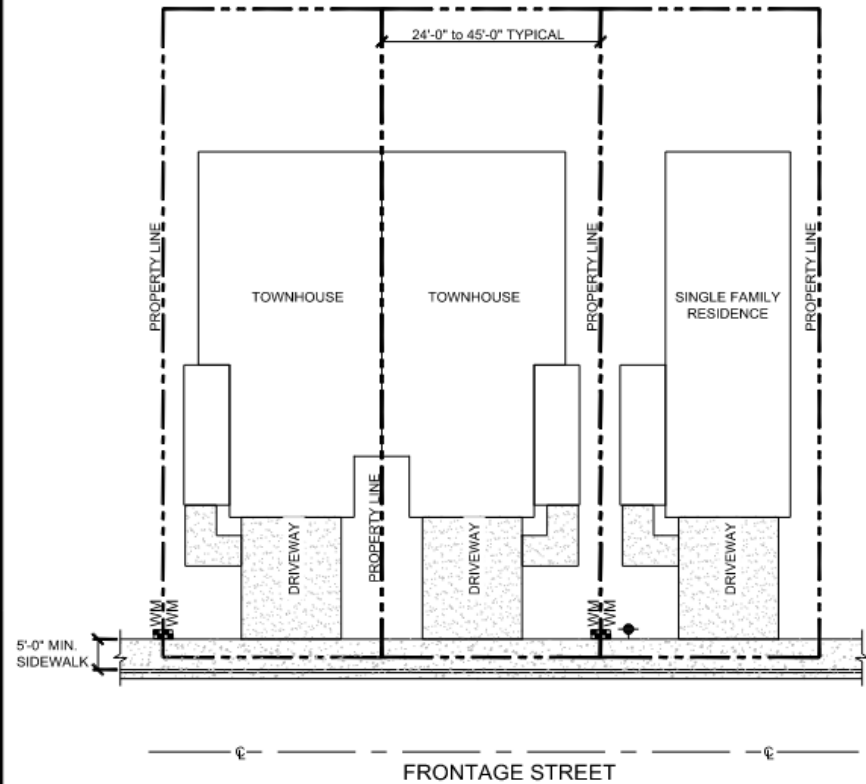 24'-0" to 45'-0" TYPICAL
PROPERTY LINE
PROPERTY LINE
PROPERTY LINE
TOWNHOUSE
TOWNHOUSE
SINGLE FAMILY
RESIDENCE
PROPERTY LINE
DRIVEWAY
DRIVEWAY
DRIVEWAY
WM
WM
WM
WM
5'-0" MIN.
SIDEWALK
℄
℄
FRONTAGE STREET